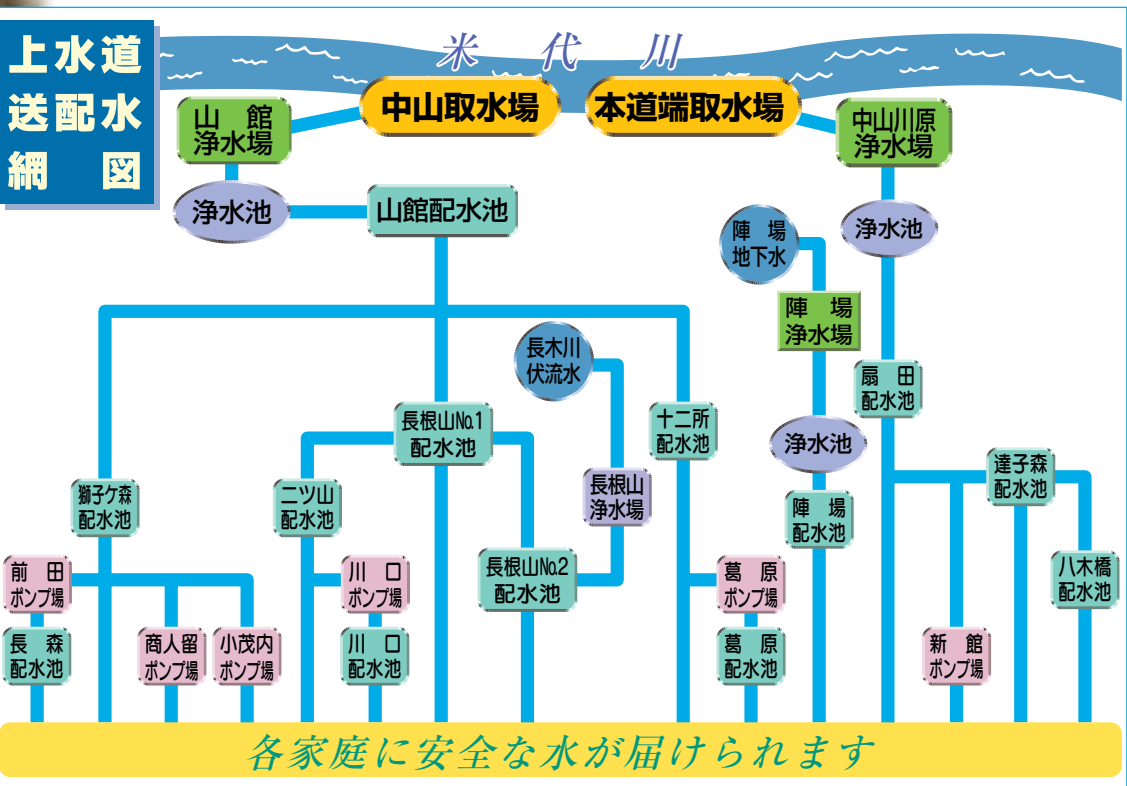 上水道
送配水
網　図
米代川
中山取水場
本道端取水場
山　館
浄水場
中山川原
浄水場
浄水池
山館配水池
陣　場
地下水
浄水池
陣　場
浄水場
長木川
伏流水
扇　田
配水池
長根山No.1
配水池
十二所
配水池
浄水池
獅子ケ森
配水池
二ツ山
配水池
長根山
浄水場
陣　場
配水池
達子森
配水池
前　田
ポンプ場
川　口
ポンプ場
長根山No.2
配水池
葛　原
ポンプ場
八木橋
配水池
長　森
配水池
商人留
ポンプ場
小茂内
ポンプ場
川　口
配水池
葛　原
配水池
新　館
ポンプ場
各家庭に安全な水が届けられます